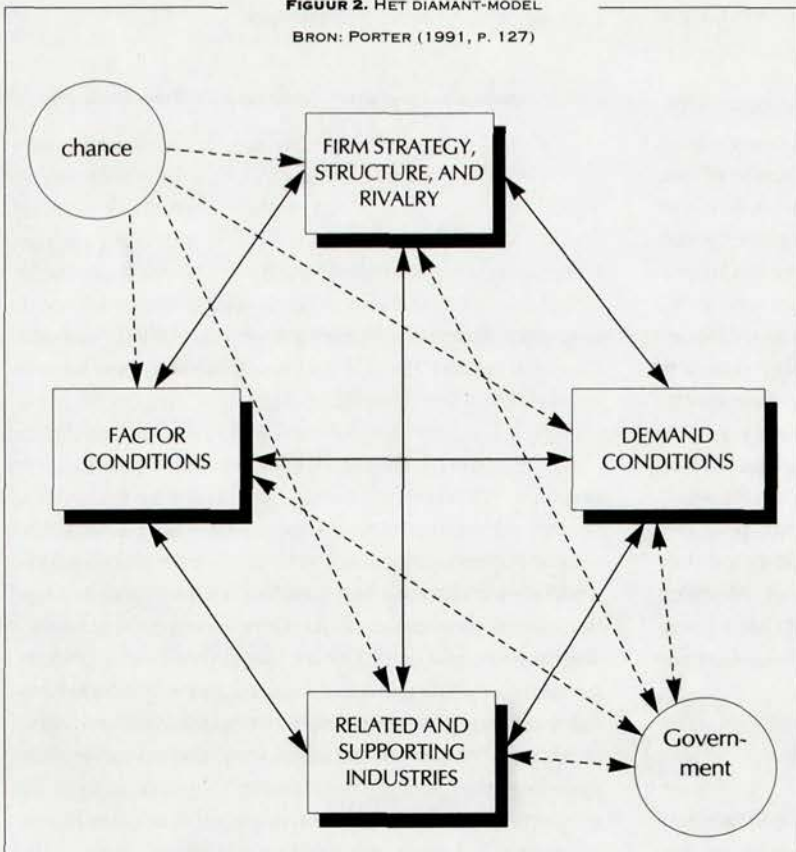 FIGUUR 2. HET DIAMANT-MODEL
BRON: PORTER (1991, P. 127)
chance
FIRM STRATEGY,
STRUCTURE, AND
RIVALRY
FACTOR
CONDITIONS
DEMAND
CONDITIONS
RELATED AND
SUPPORTING
INDUSTRIES
Govern-
ment